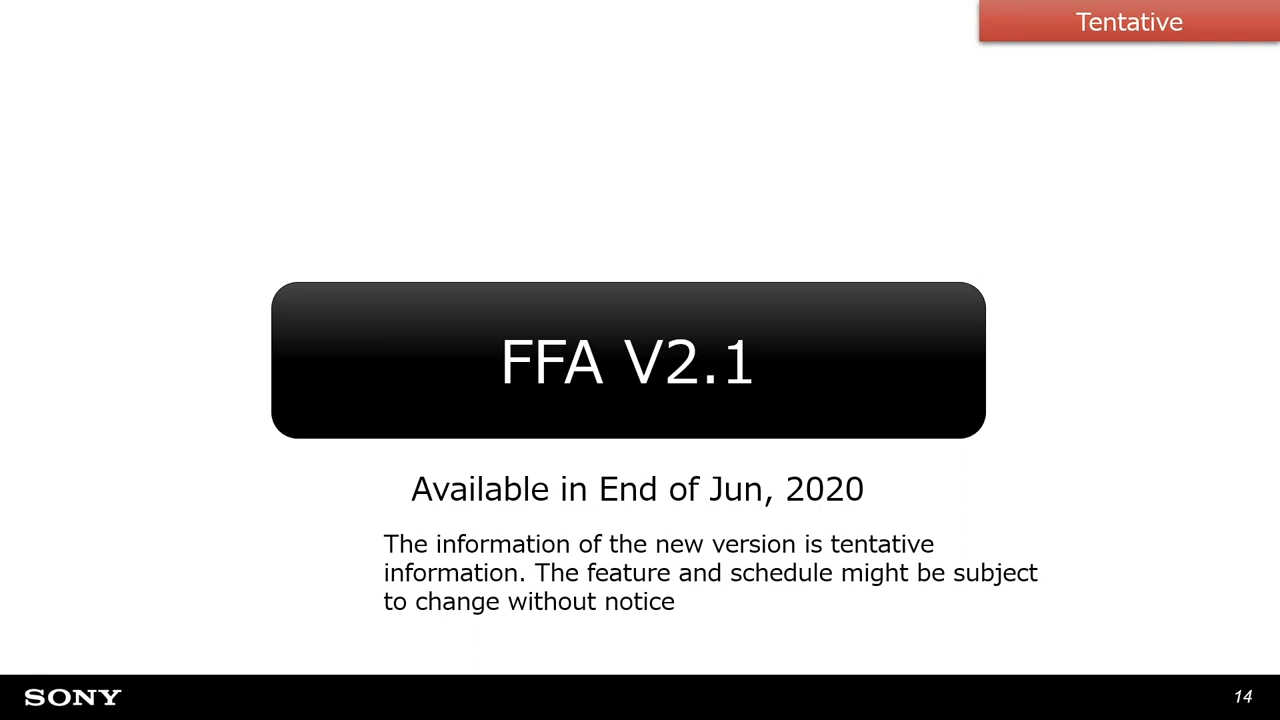 Tentative
FFA V2.1
Available in End of Jun, 2020
The information of the new version is tentative
information. The feature and schedule might be subject
to change without notice
SONY
14